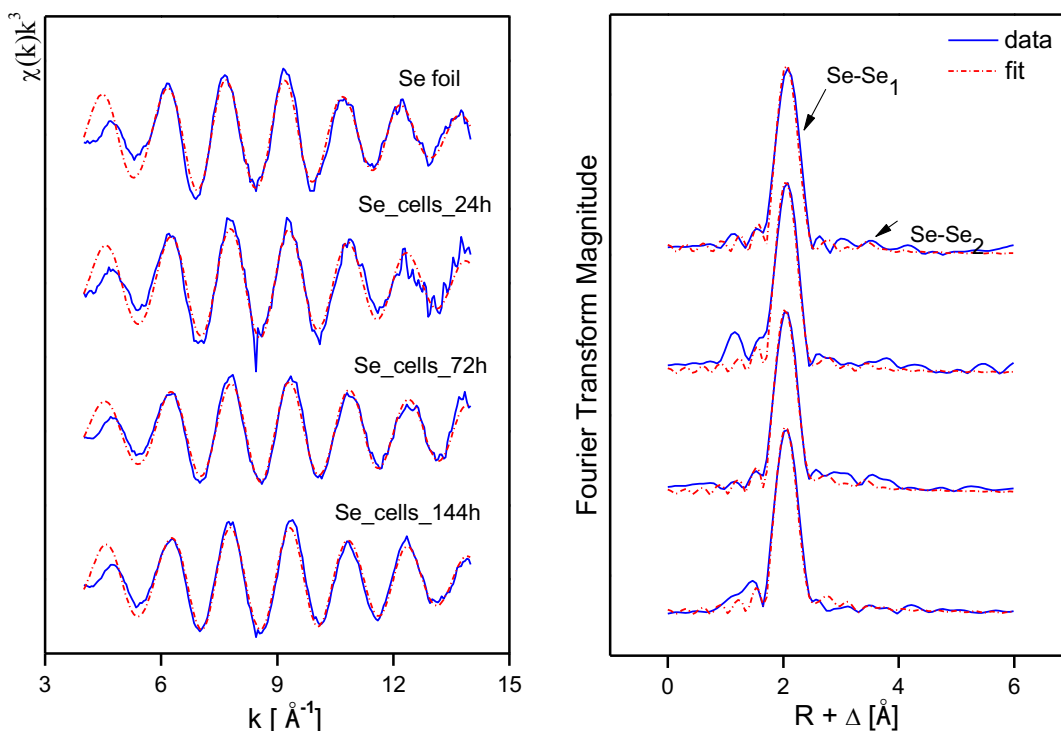 χ(k)k³
Se foil
Se_cells_24h
Se_cells_72h
Se_cells_144h
3 6 9 12 15
k [ Å⁻¹]
data
fit
Se-Se₁
Se-Se₂
Fourier Transform Magnitude
0 2 4 6
R + Δ [Å]